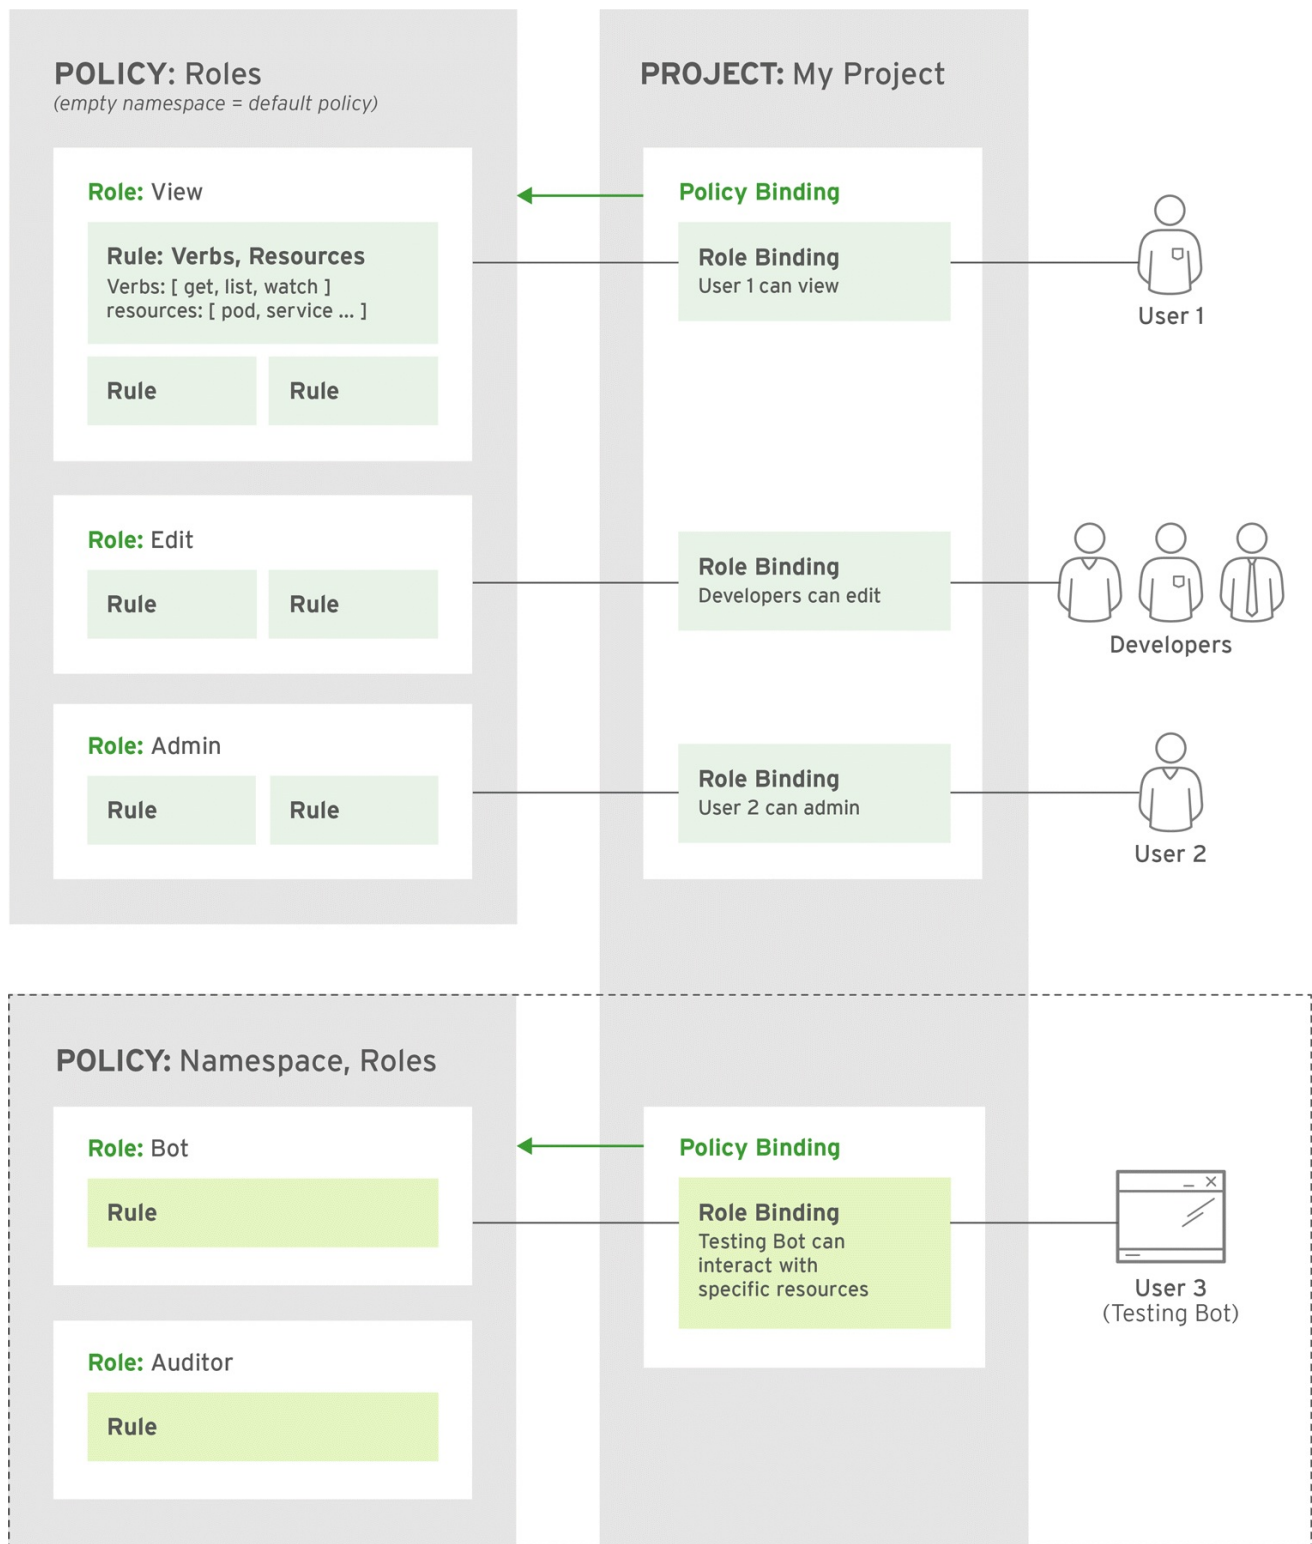 POLICY: Roles
(empty namespace = default policy)
Role: View
Rule: Verbs, Resources
Verbs: [ get, list, watch ]
resources: [ pod, service ... ]
Rule
Rule
Role: Edit
Rule
Rule
Role: Admin
Rule
Rule
PROJECT: My Project
Policy Binding
Role Binding
User 1 can view
Role Binding
Developers can edit
Role Binding
User 2 can admin
User 1
Developers
User 2
POLICY: Namespace, Roles
Role: Bot
Rule
Role: Auditor
Rule
Policy Binding
Role Binding
Testing Bot can
interact with
specific resources
User 3
(Testing Bot)